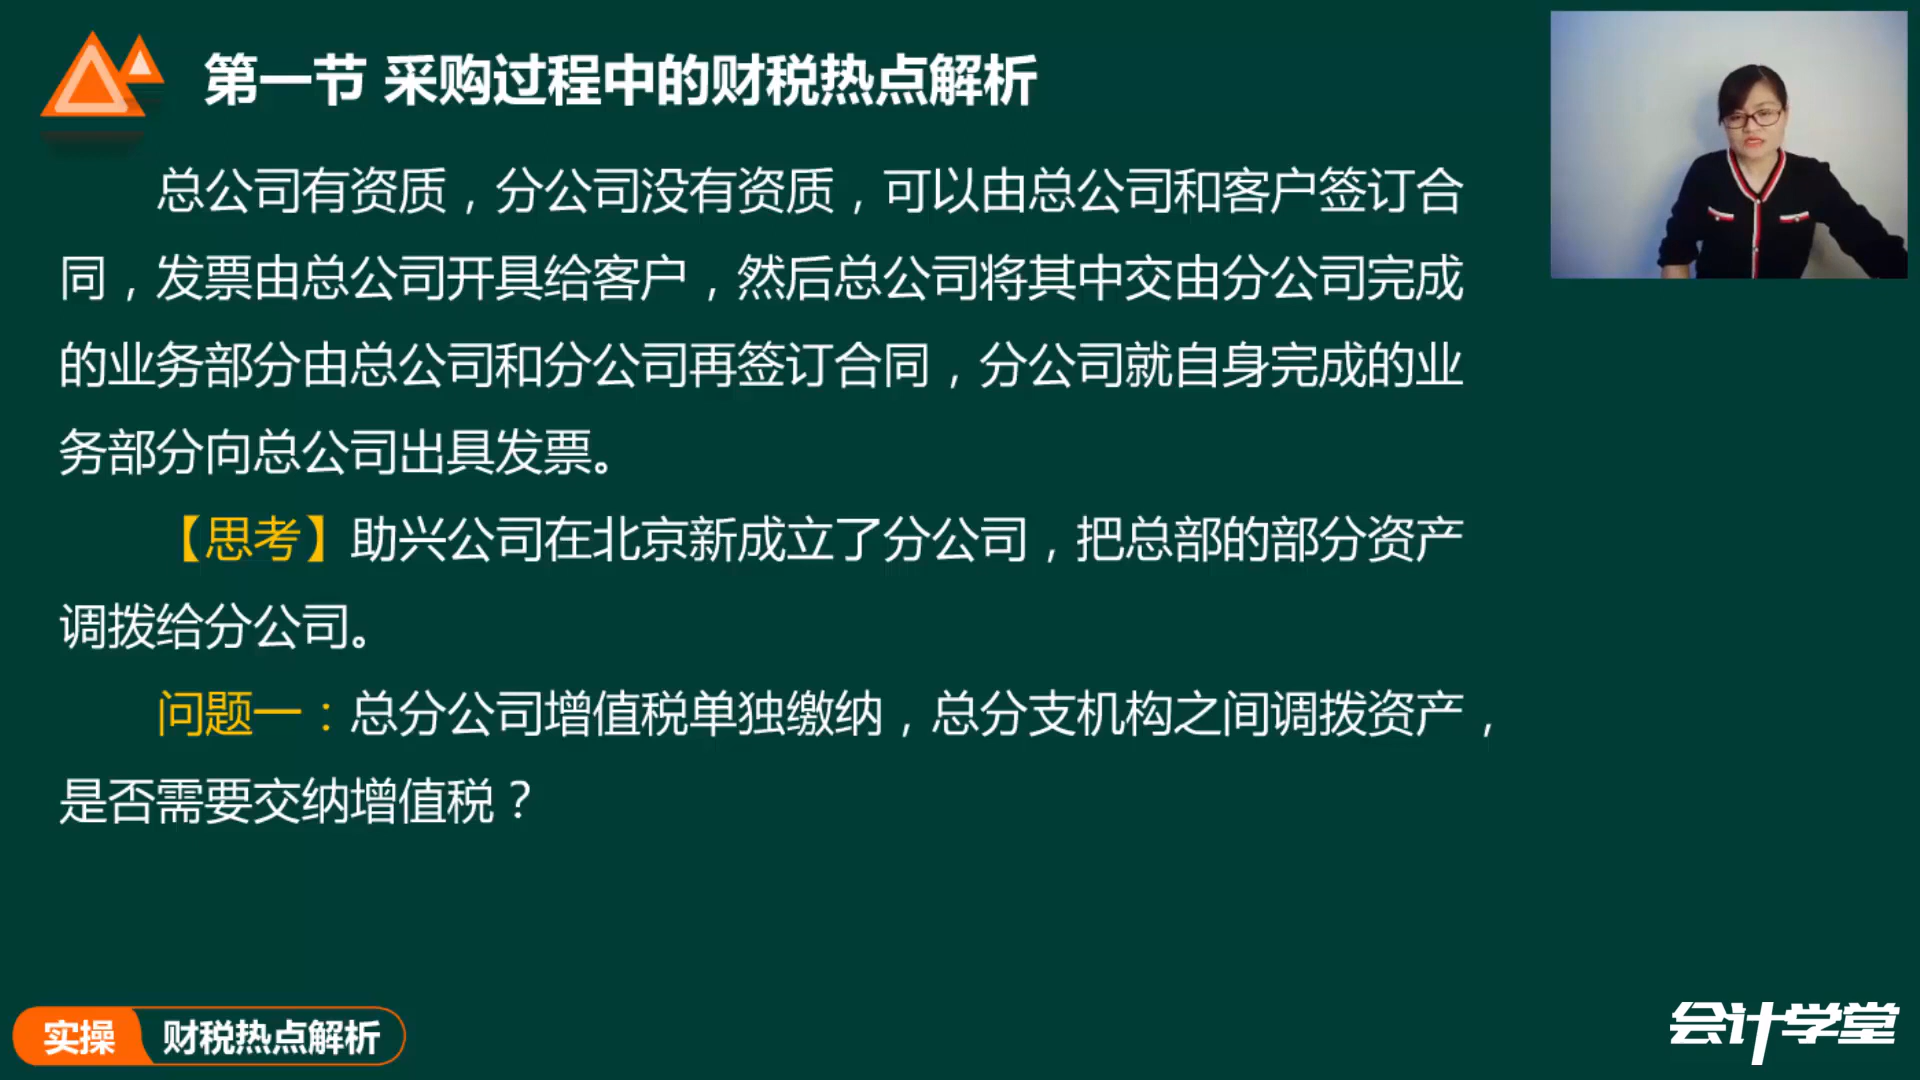 第一节 采购过程中的财税热点解析
总公司有资质，分公司没有资质，可以由总公司和客户签订合
同，发票由总公司开具给客户，然后总公司将其中交由分公司完成
的业务部分由总公司和分公司再签订合同，分公司就自身完成的业
务部分向总公司出具发票。
【思考】助兴公司在北京新成立了分公司，把总部的部分资产
调拨给分公司。
问题一：总分公司增值税单独缴纳，总分支机构之间调拨资产，
是否需要交纳增值税？
实操 财税热点解析
会计学堂